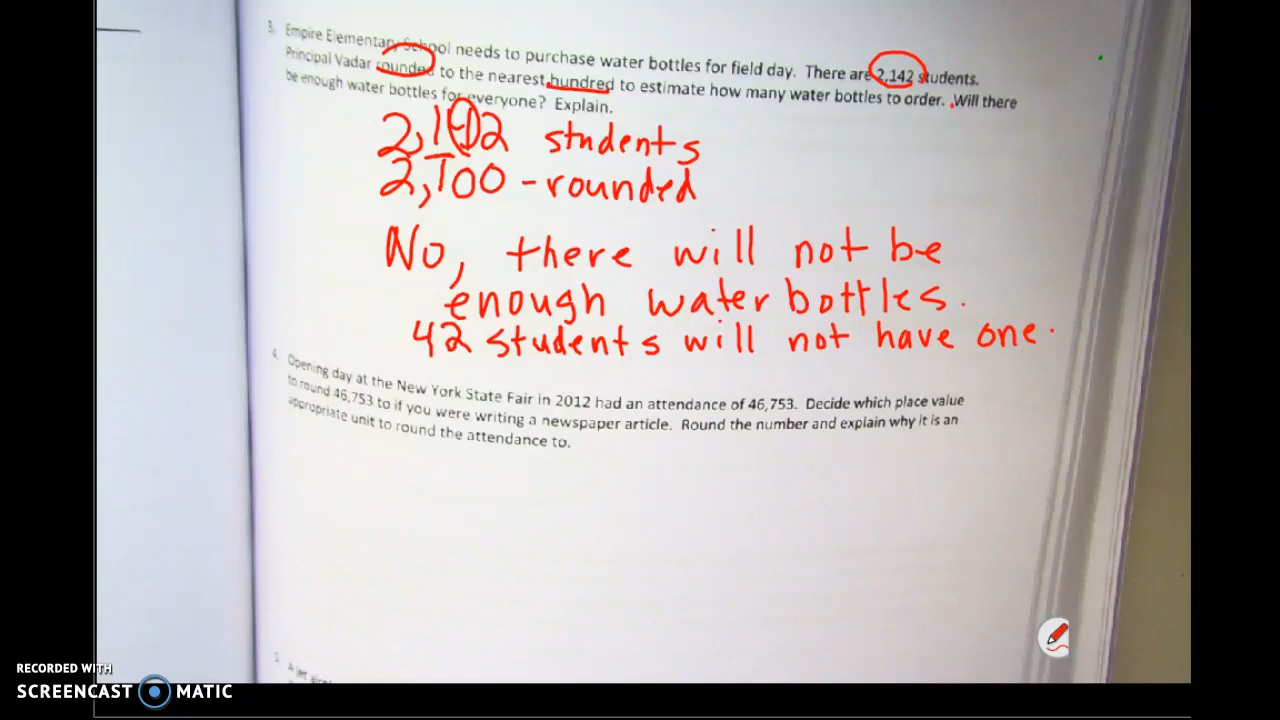 3. Empire Elementary School needs to purchase water bottles for field day. There are 2,142 students.
Principal Vadar rounded to the nearest hundred to estimate how many water bottles to order. Will there
be enough water bottles for everyone? Explain.
2,142 students
2,100 - rounded
No, there will not be
enough water bottles.
42 students will not have one.
4. Opening day at the New York State Fair in 2012 had an attendance of 46,753. Decide which place value
to round 46,753 to if you were writing a newspaper article. Round the number and explain why it is an
appropriate unit to round the attendance to.
5. A jet
RECORDED WITH
SCREENCAST MATIC